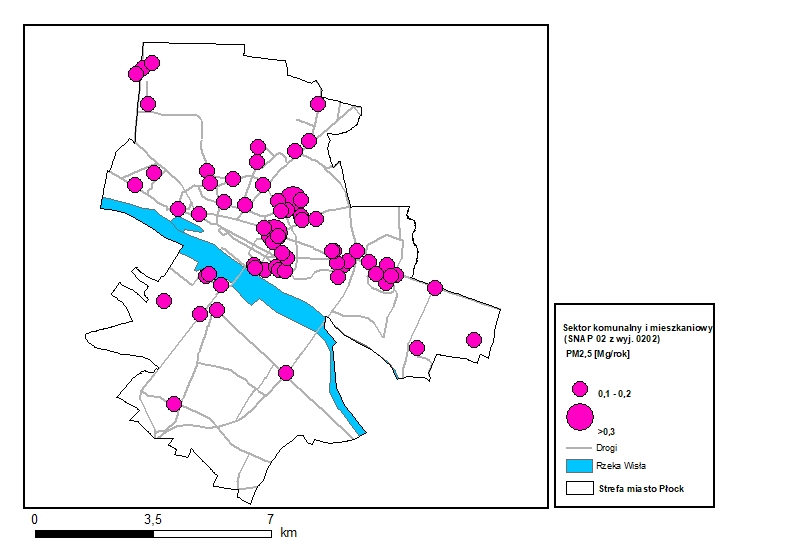 Sektor komunalny i mieszkaniowy
(SNAP 02 z wyj. 0202)
PM2,5 [Mg/rok]
0,1 - 0,2
>0,3
Drogi
Rzeka Wisła
Strefa miasto Płock
0 3,5 7
km